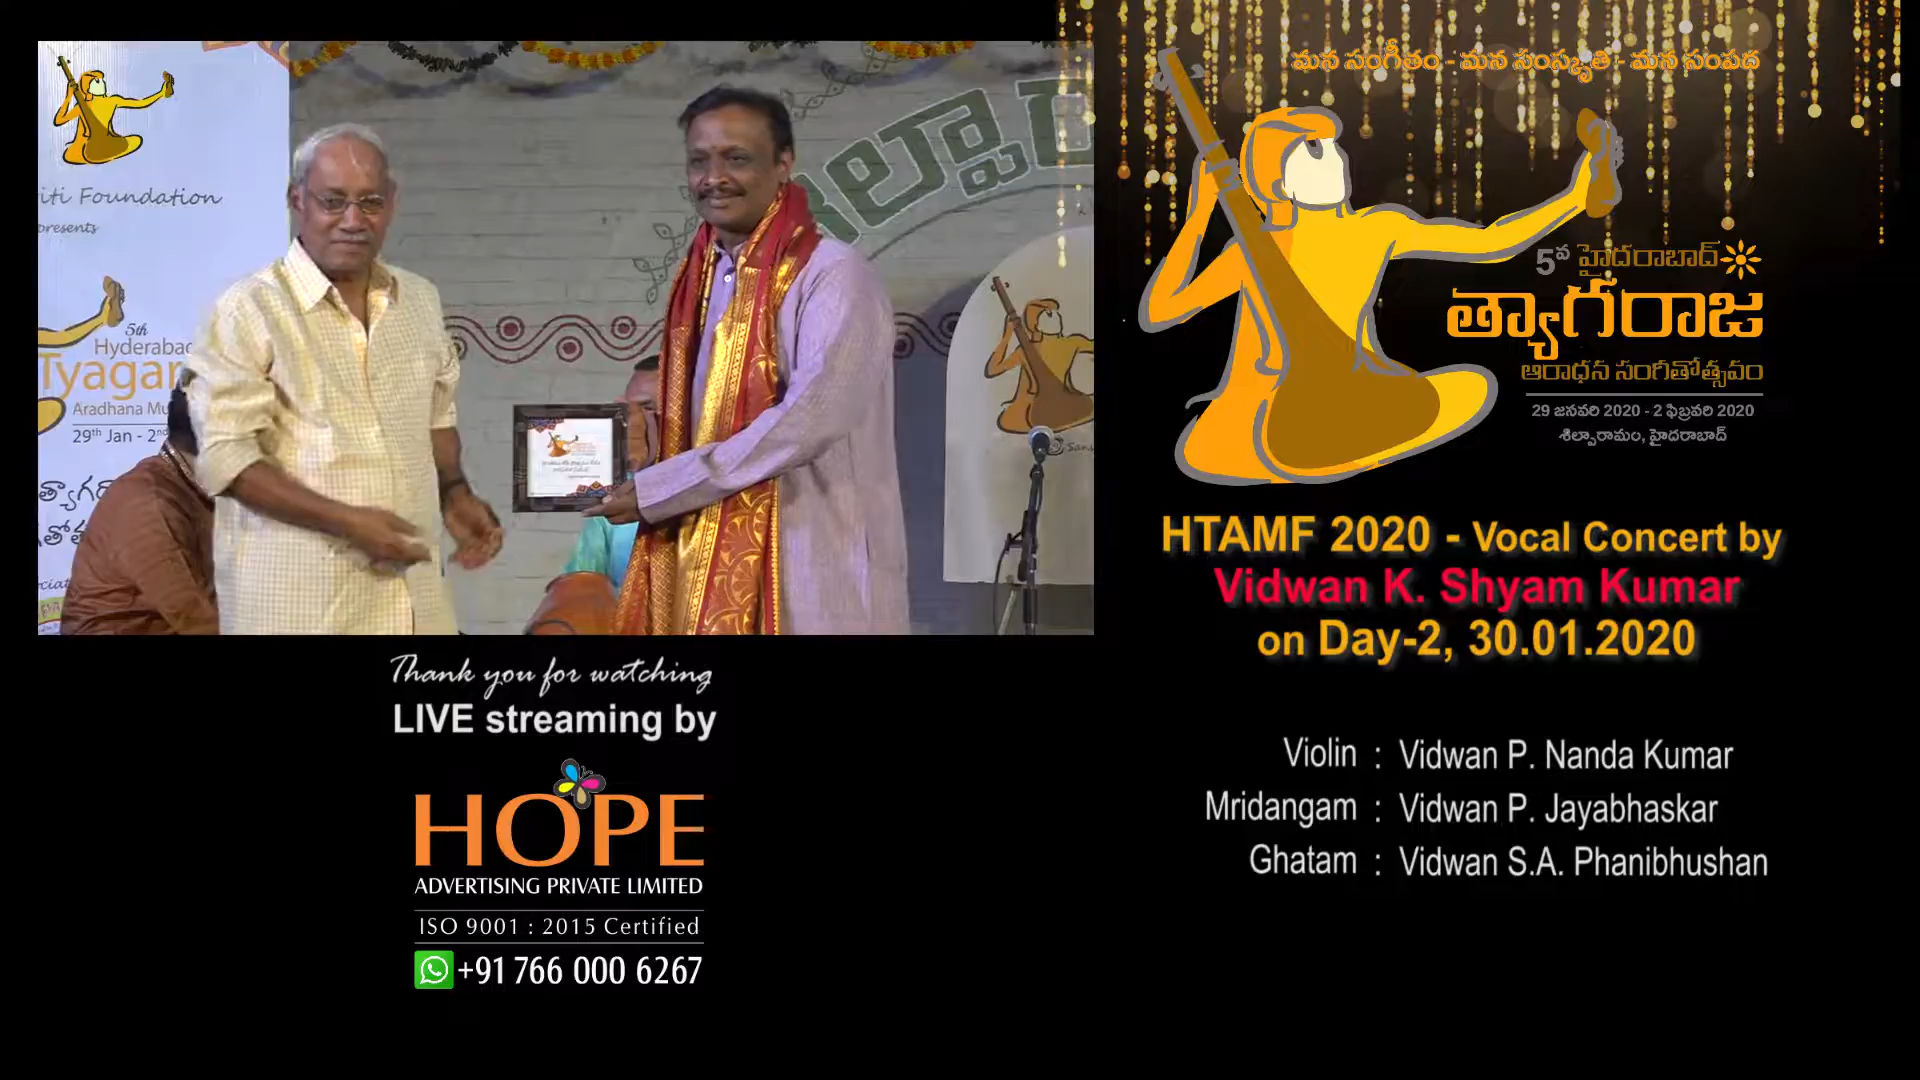 iti Foundation
presents
5th
Hyderabad
Tyagar
Aradhana Mu
29th Jan - 2nd
త్యాగర
శిల్పార
మన సంగీతం - మన సంస్కృతి - మన సంపద
5వ హైదరాబాద్
త్యాగరాజ
ఆరాధన సంగీతోత్సవం
29 జనవరి 2020 - 2 ఫిబ్రవరి 2020
శిల్పారామం, హైదరాబాద్
HTAMF 2020 - Vocal Concert by
Vidwan K. Shyam Kumar
on Day-2, 30.01.2020
Violin : Vidwan P. Nanda Kumar
Mridangam : Vidwan P. Jayabhaskar
Ghatam : Vidwan S.A. Phanibhushan
Thank you for watching
LIVE streaming by
HOPE
ADVERTISING PRIVATE LIMITED
ISO 9001 : 2015 Certified
+91 766 000 6267